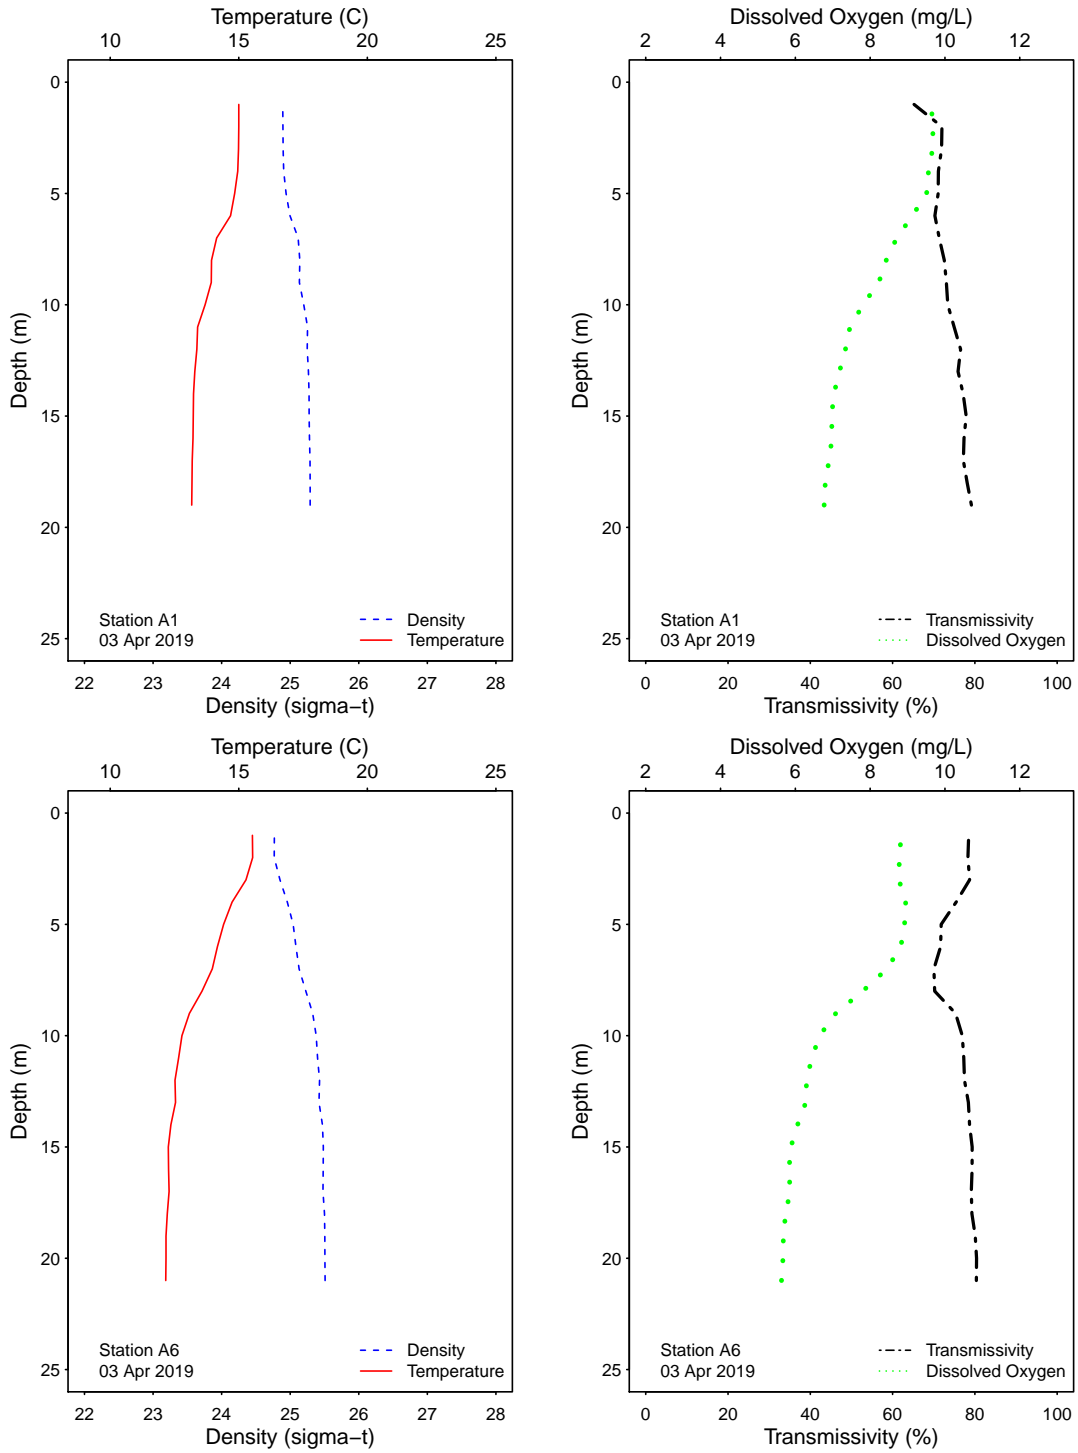 Temperature (C)
10 15 20 25
0
5
10
15
20
25
Depth (m)
Station A1
03 Apr 2019
Density
Temperature
22 23 24 25 26 27 28
Density (sigma−t)
Dissolved Oxygen (mg/L)
2 4 6 8 10 12
0
5
10
15
20
25
Depth (m)
Station A1
03 Apr 2019
Transmissivity
Dissolved Oxygen
0 20 40 60 80 100
Transmissivity (%)
Temperature (C)
10 15 20 25
0
5
10
15
20
25
Depth (m)
Station A6
03 Apr 2019
Density
Temperature
22 23 24 25 26 27 28
Density (sigma−t)
Dissolved Oxygen (mg/L)
2 4 6 8 10 12
0
5
10
15
20
25
Depth (m)
Station A6
03 Apr 2019
Transmissivity
Dissolved Oxygen
0 20 40 60 80 100
Transmissivity (%)